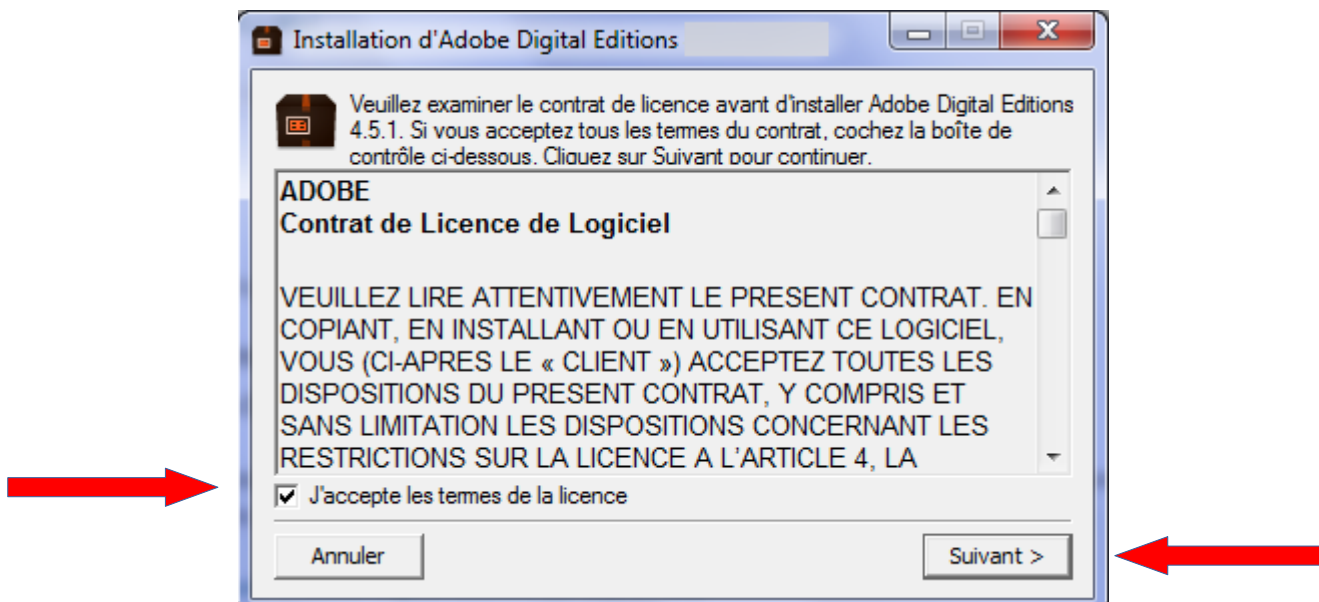 Installation d'Adobe Digital Editions
Veuillez examiner le contrat de licence avant d'installer Adobe Digital Editions
4.5.1. Si vous acceptez tous les termes du contrat, cochez la boîte de
contrôle ci-dessous. Cliquez sur Suivant pour continuer.
ADOBE
Contrat de Licence de Logiciel
VEUILLEZ LIRE ATTENTIVEMENT LE PRESENT CONTRAT. EN
COPIANT, EN INSTALLANT OU EN UTILISANT CE LOGICIEL,
VOUS (CI-APRES LE « CLIENT ») ACCEPTEZ TOUTES LES
DISPOSITIONS DU PRESENT CONTRAT, Y COMPRIS ET
SANS LIMITATION LES DISPOSITIONS CONCERNANT LES
RESTRICTIONS SUR LA LICENCE A L'ARTICLE 4, LA
J'accepte les termes de la licence
Annuler
Suivant >